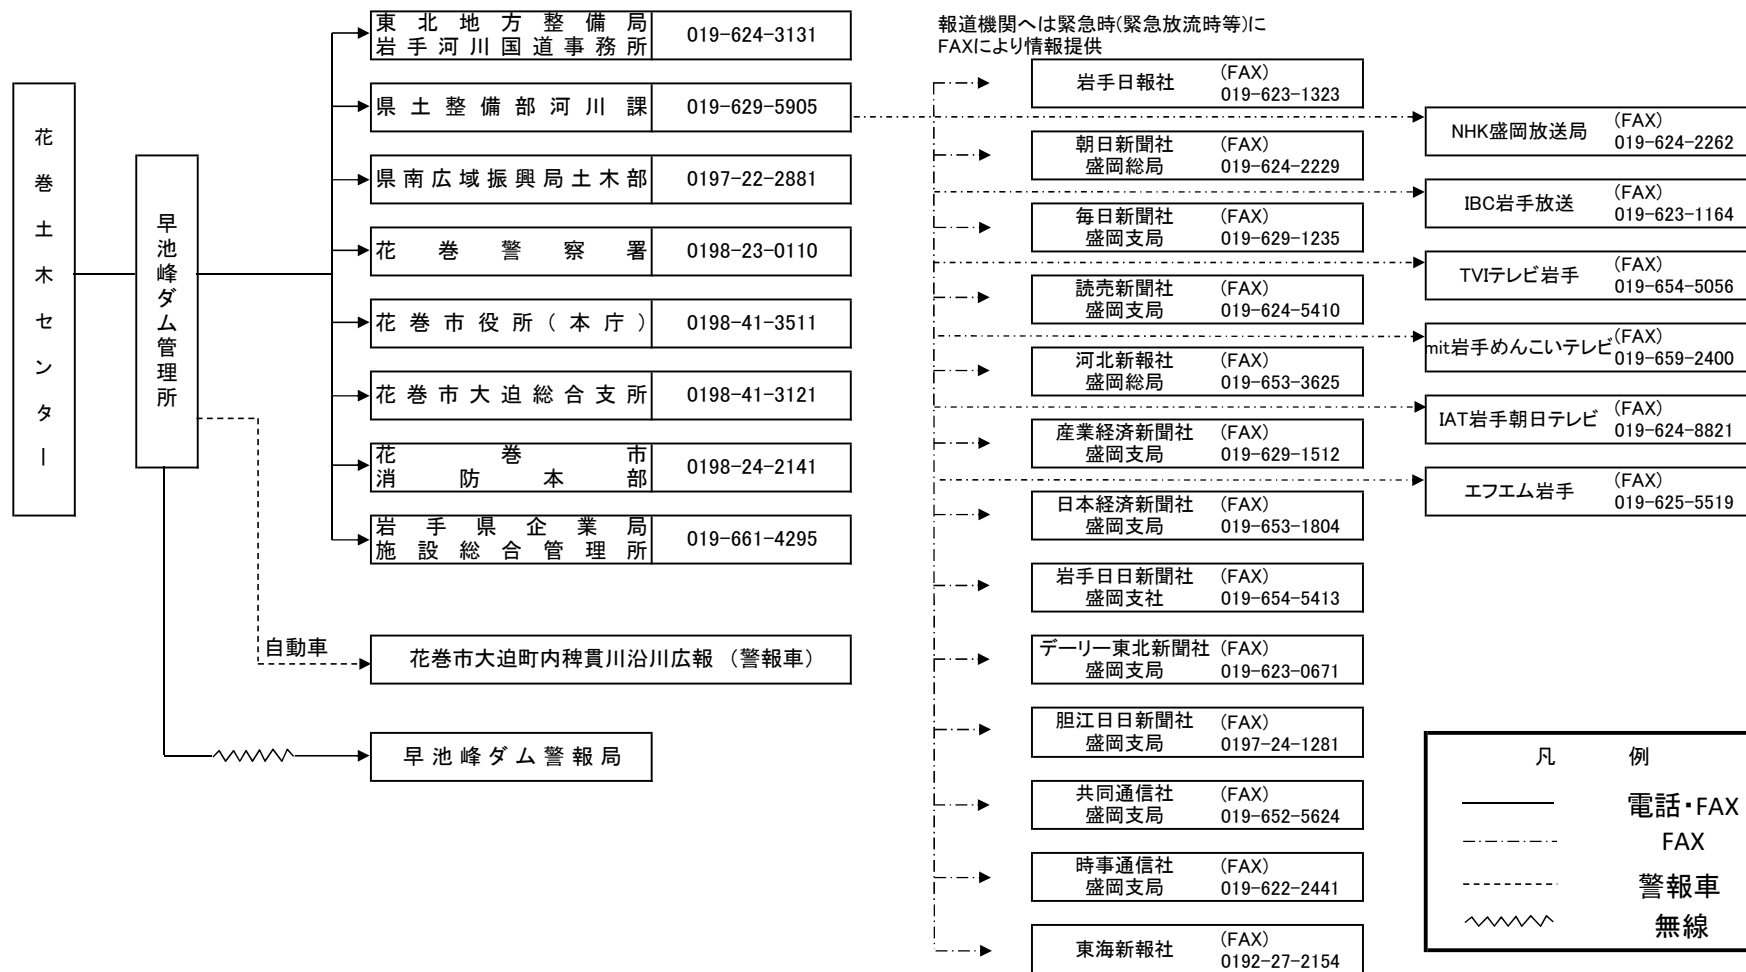 花巻土木センター
早池峰ダム管理所
東北地方整備局
岩手河川国道事務所
019-624-3131
県土整備部河川課
019-629-5905
県南広域振興局土木部
0197-22-2881
花巻警察署
0198-23-0110
花巻市役所(本庁)
0198-41-3511
花巻市大迫総合支所
0198-41-3121
花巻市
消防本部
0198-24-2141
岩手県企業局
施設総合管理所
019-661-4295
自動車
花巻市大迫町内稗貫川沿川広報 (警報車)
早池峰ダム警報局
報道機関へは緊急時(緊急放流時等)に
FAXにより情報提供
岩手日報社
(FAX)
019-623-1323
朝日新聞社
盛岡総局
(FAX)
019-624-2229
毎日新聞社
盛岡支局
(FAX)
019-629-1235
読売新聞社
盛岡支局
(FAX)
019-624-5410
河北新報社
盛岡総局
(FAX)
019-653-3625
産業経済新聞社
盛岡支局
(FAX)
019-629-1512
日本経済新聞社
盛岡支局
(FAX)
019-653-1804
岩手日日新聞社
盛岡支社
(FAX)
019-654-5413
デーリー東北新聞社
盛岡支局
(FAX)
019-623-0671
胆江日日新聞社
盛岡支局
(FAX)
0197-24-1281
共同通信社
盛岡支局
(FAX)
019-652-5624
時事通信社
盛岡支局
(FAX)
019-622-2441
東海新報社
(FAX)
0192-27-2154
NHK盛岡放送局
(FAX)
019-624-2262
IBC岩手放送
(FAX)
019-623-1164
TVIテレビ岩手
(FAX)
019-654-5056
mit岩手めんこいテレビ
(FAX)
019-659-2400
IAT岩手朝日テレビ
(FAX)
019-624-8821
エフエム岩手
(FAX)
019-625-5519
凡 例
電話・FAX
FAX
警報車
無線